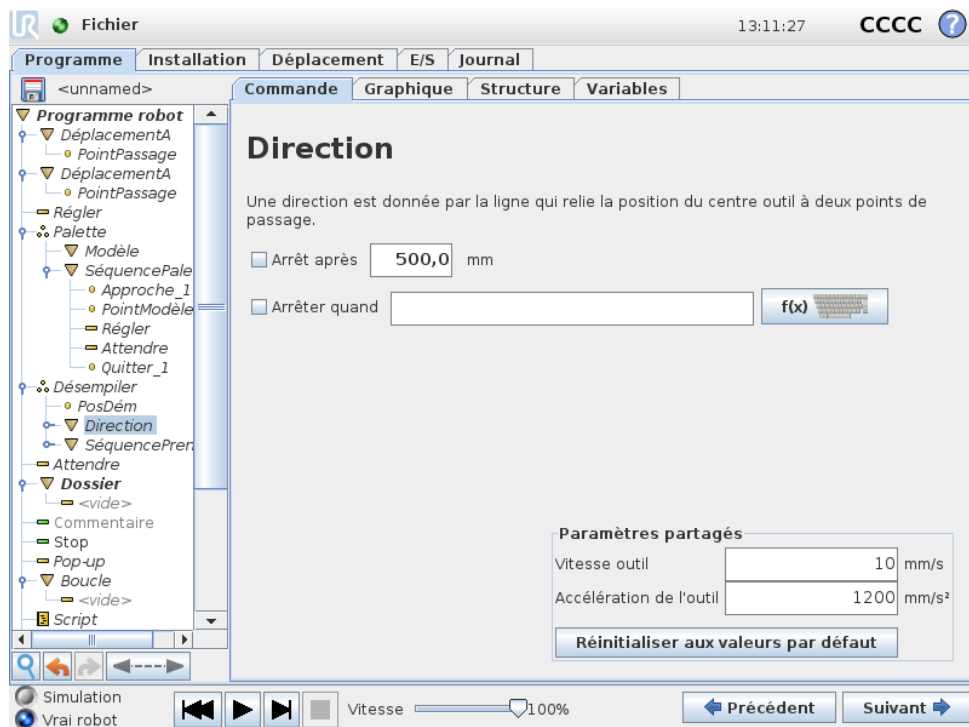 UR Fichier 13:11:27 CCCC ?
Programme Installation Déplacement E/S Journal
<unnamed>
Commande Graphique Structure Variables
Programme robot
DéplacementA
PointPassage
DéplacementA
PointPassage
Régler
Palette
Modèle
SéquencePale
Approche_1
PointModèle
Régler
Attendre
Quitter_1
Désempiler
PosDém
Direction
SéquencePren
Attendre
Dossier
<vide>
Commentaire
Stop
Pop-up
Boucle
<vide>
Script
Direction
Une direction est donnée par la ligne qui relie la position du centre outil à deux points de
passage.
Arrêt après 500,0 mm
Arrêter quand f(x)
Paramètres partagés
Vitesse outil 10 mm/s
Accélération de l'outil 1200 mm/s²
Réinitialiser aux valeurs par défaut
Simulation
Vrai robot
Vitesse 100%
Précédent Suivant